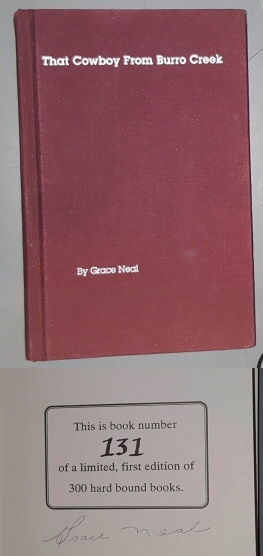 That Cowboy From Burro Creek
By Grace Neal
This is book number
131
of a limited, first edition of
300 hard bound books.
Grace Neal